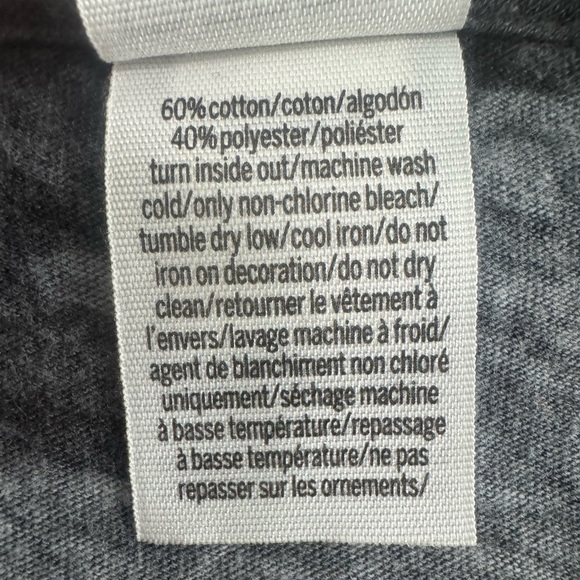 60% cotton/coton/algodón
40% polyester/poliéster
turn inside out/machine wash
cold/only non-chlorine bleach/
tumble dry low/cool iron/do not
iron on decoration/do not dry
clean/retourner le vêtement à
l'envers/lavage machine à froid/
agent de blanchiment non chloré
uniquement/séchage machine
à basse température/repassage
à basse température/ne pas
repasser sur les ornements/